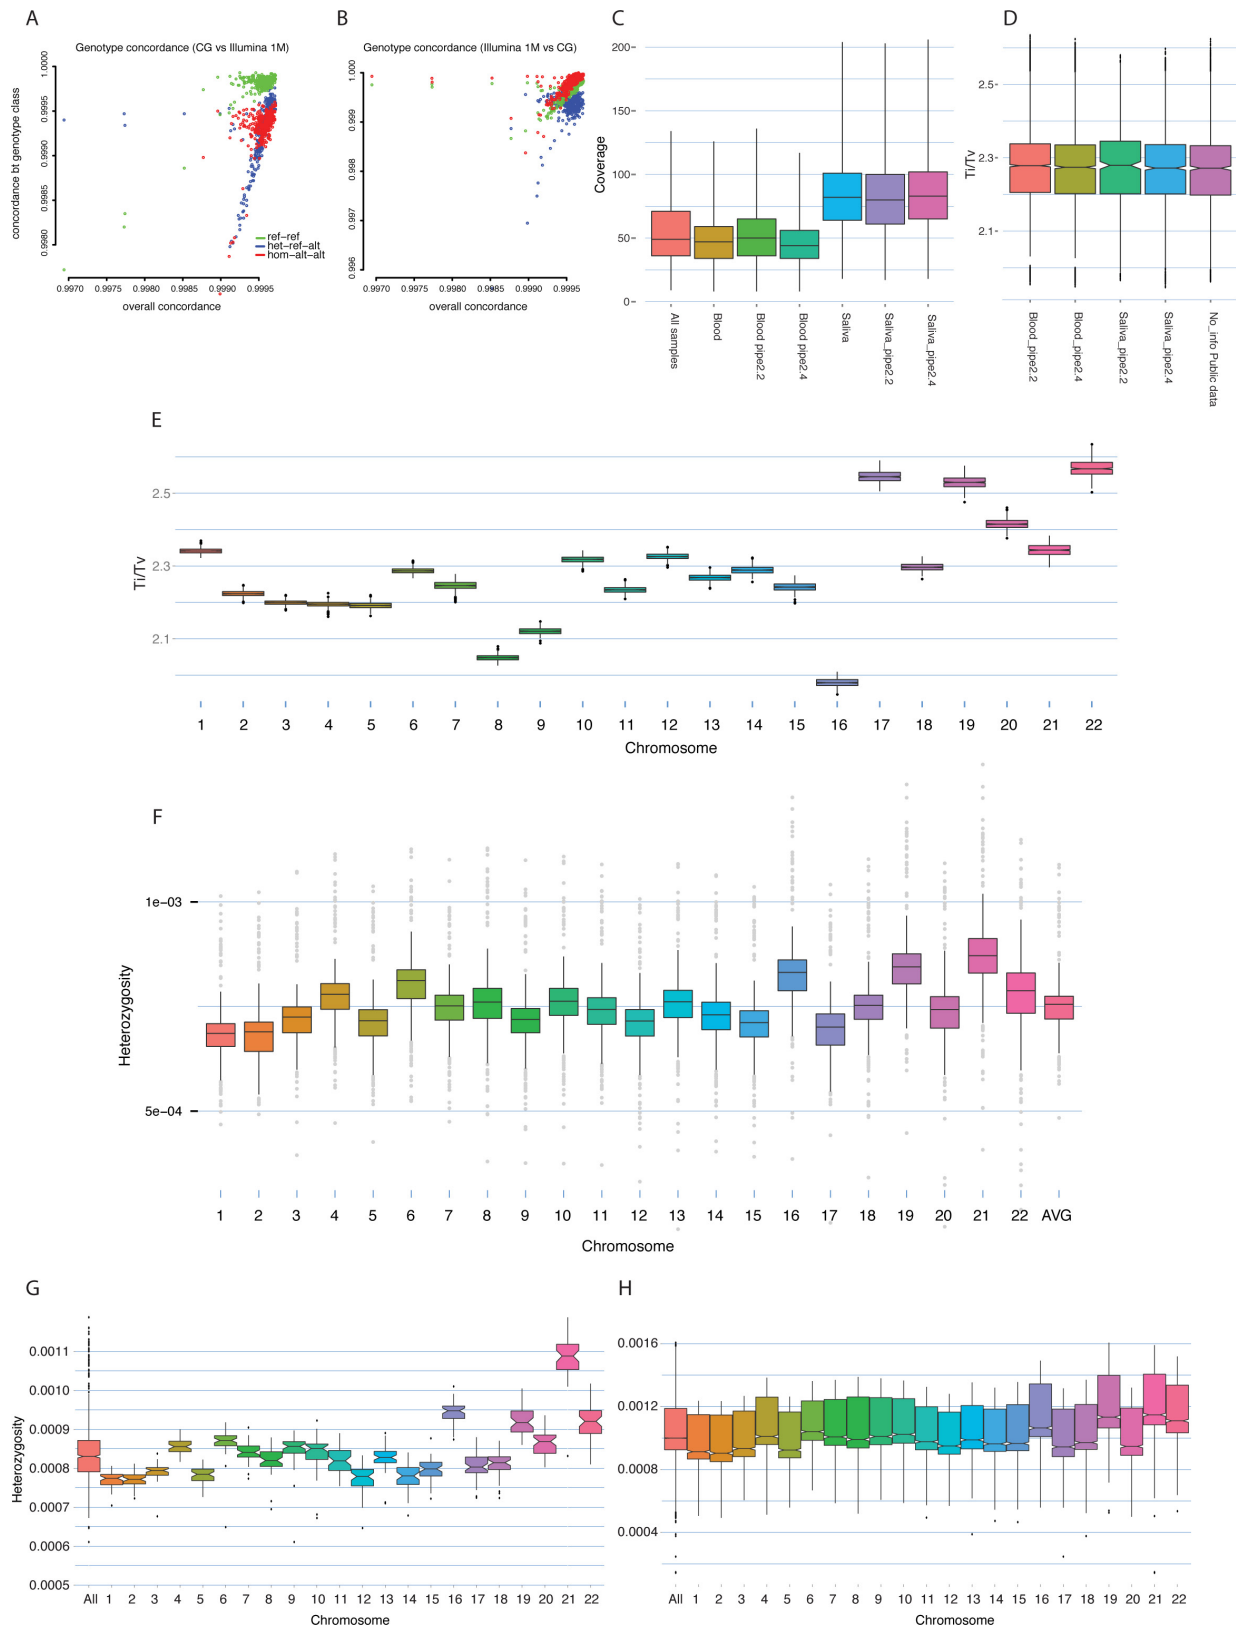 A
B
C
D
Genotype concordance (CG vs Illumina 1M)
Genotype concordance (Illumina 1M vs CG)
concordance bt genotype class
1.0000
0.9995
0.9990
0.9985
0.9980
ref-ref
het-ref-alt
hom-alt-alt
0.9970 0.9975 0.9980 0.9985 0.9990 0.9995
overall concordance
1.000
0.999
0.998
0.997
0.996
0.9970 0.9975 0.9980 0.9985 0.9990 0.9995
overall concordance
Coverage
200
150
100
50
0
All samples
Blood
Blood pipe2.2
Blood pipe2.4
Saliva
Saliva_pipe2.2
Saliva_pipe2.4
Ti/Tv
2.5
2.3
2.1
Blood_pipe2.2
Blood_pipe2.4
Saliva_pipe2.2
Saliva_pipe2.4
No_info Public data
E
Ti/Tv
2.5
2.3
2.1
1 2 3 4 5 6 7 8 9 10 11 12 13 14 15 16 17 18 19 20 21 22
Chromosome
F
Heterozygosity
1e-03
5e-04
1 2 3 4 5 6 7 8 9 10 11 12 13 14 15 16 17 18 19 20 21 22 AVG
Chromosome
G
H
Heterozygosity
0.0011
0.0010
0.0009
0.0008
0.0007
0.0006
0.0005
All 1 2 3 4 5 6 7 8 9 10 11 12 13 14 15 16 17 18 19 20 21 22
Chromosome
0.0016
0.0012
0.0008
0.0004
All 1 2 3 4 5 6 7 8 9 10 11 12 13 14 15 16 17 18 19 20 21 22
Chromosome